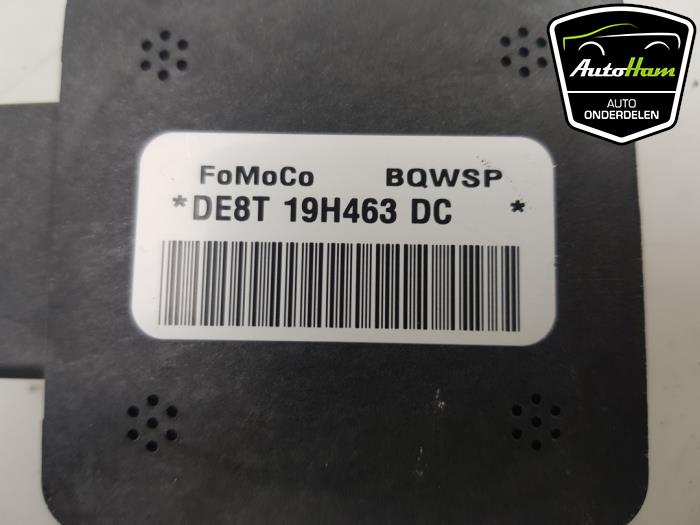 AutoHam
AUTO
ONDERDELEN
FoMoCo BQWSP
*DE8T 19H463 DC *